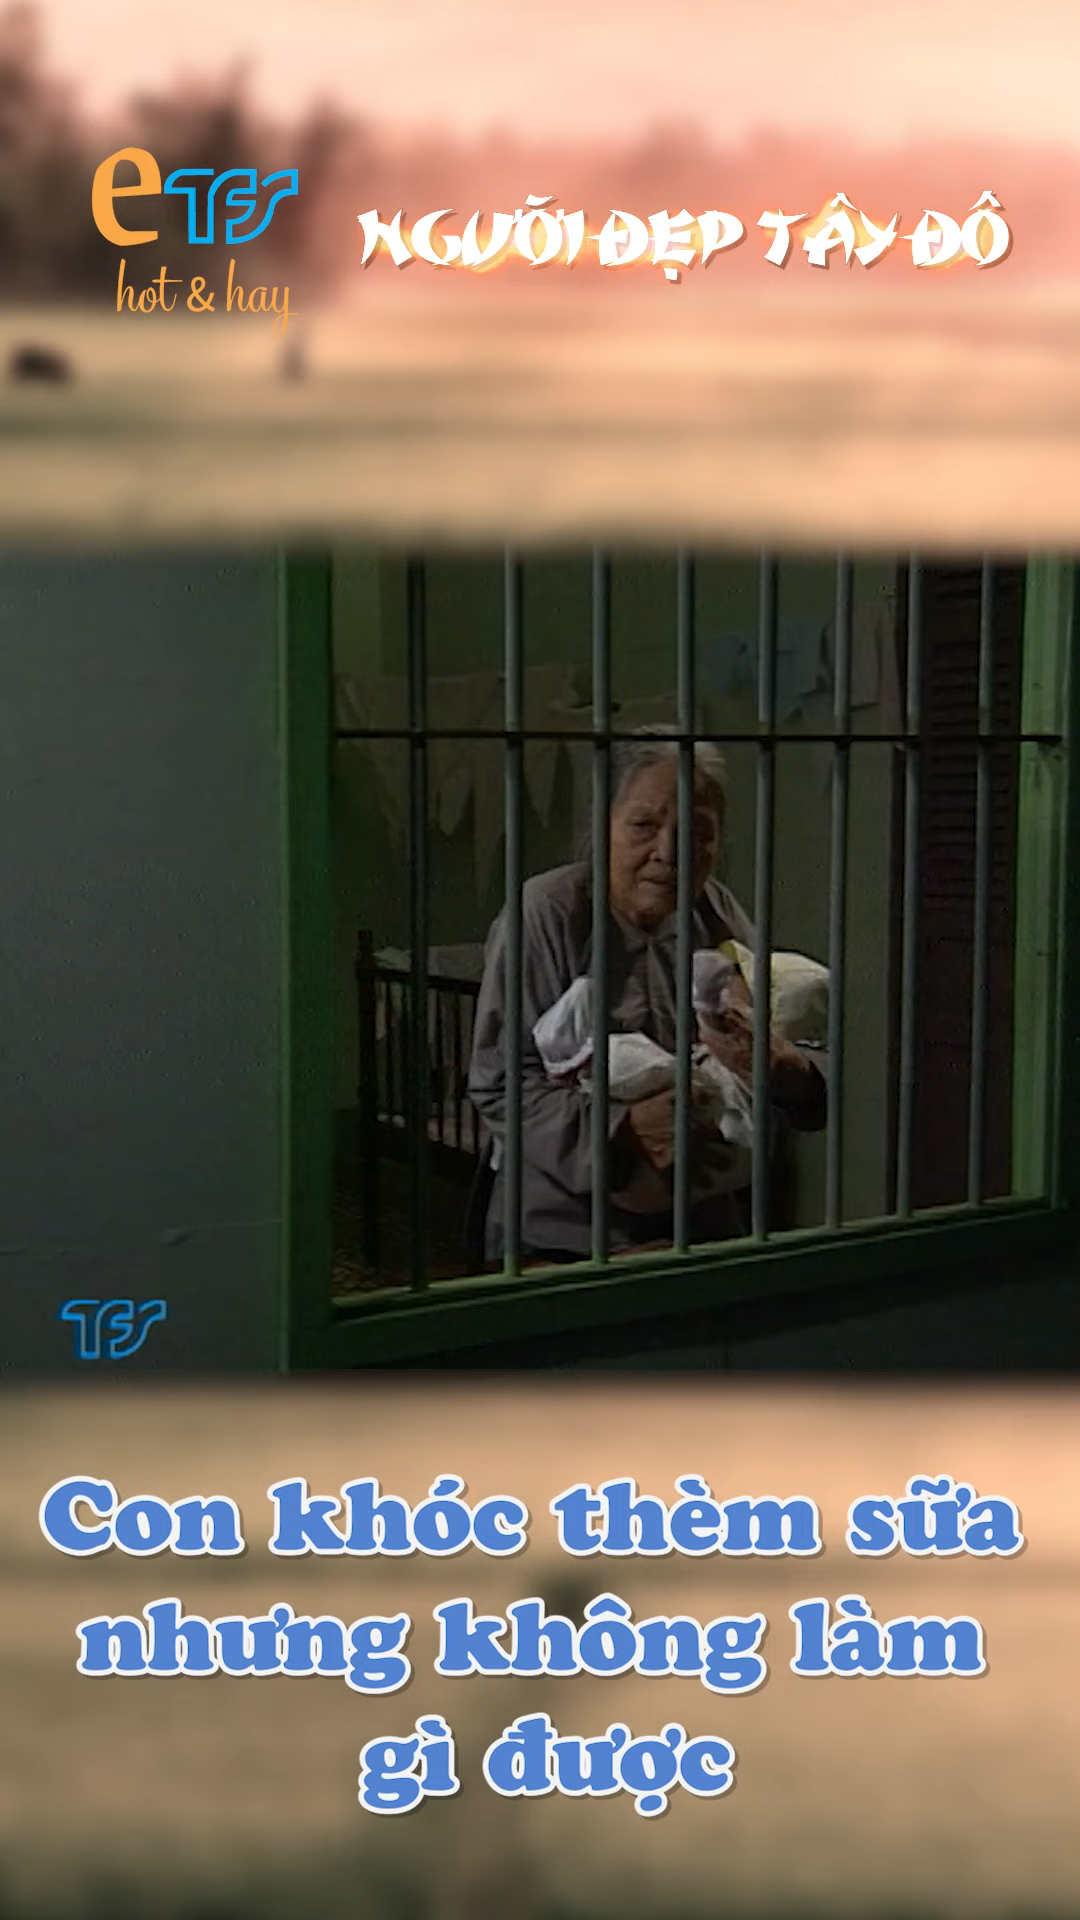 eTFS
hot & hay
NGƯỜI ĐẸP TÂY ĐÔ
TFS
Con khóc thèm sữa
nhưng không làm
gì được